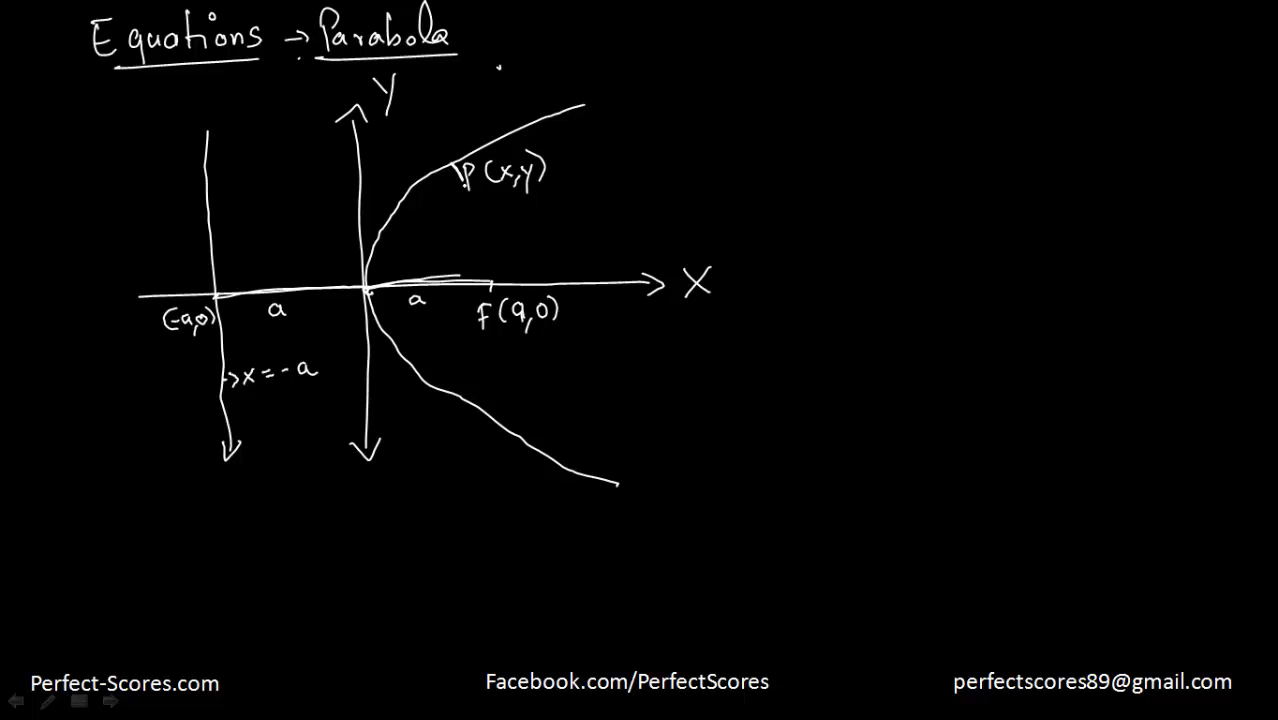 Equations → Parabola
Y
P (x,y)
X
(-a,0)
a
a
F(a,0)
→ x = - a
Perfect-Scores.com
Facebook.com/PerfectScores
perfectscores89@gmail.com